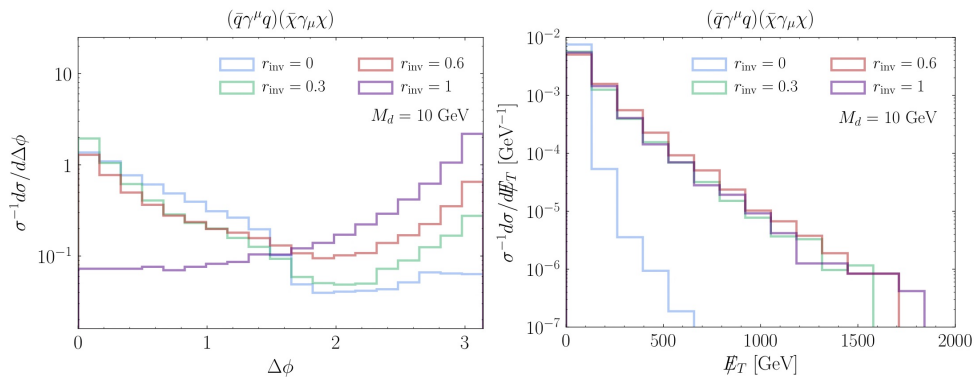 (q̄γ^μq)(χ̄γ_μχ)
σ⁻¹dσ/dΔϕ
10
1
10⁻¹
r_inv = 0
r_inv = 0.6
r_inv = 0.3
r_inv = 1
M_d = 10 GeV
0
1
2
3
Δϕ
(q̄γ^μq)(χ̄γ_μχ)
σ⁻¹dσ/dE̸_T [GeV⁻¹]
10⁻²
10⁻³
10⁻⁴
10⁻⁵
10⁻⁶
10⁻⁷
r_inv = 0
r_inv = 0.6
r_inv = 0.3
r_inv = 1
M_d = 10 GeV
0
500
1000
1500
2000
E̸_T [GeV]